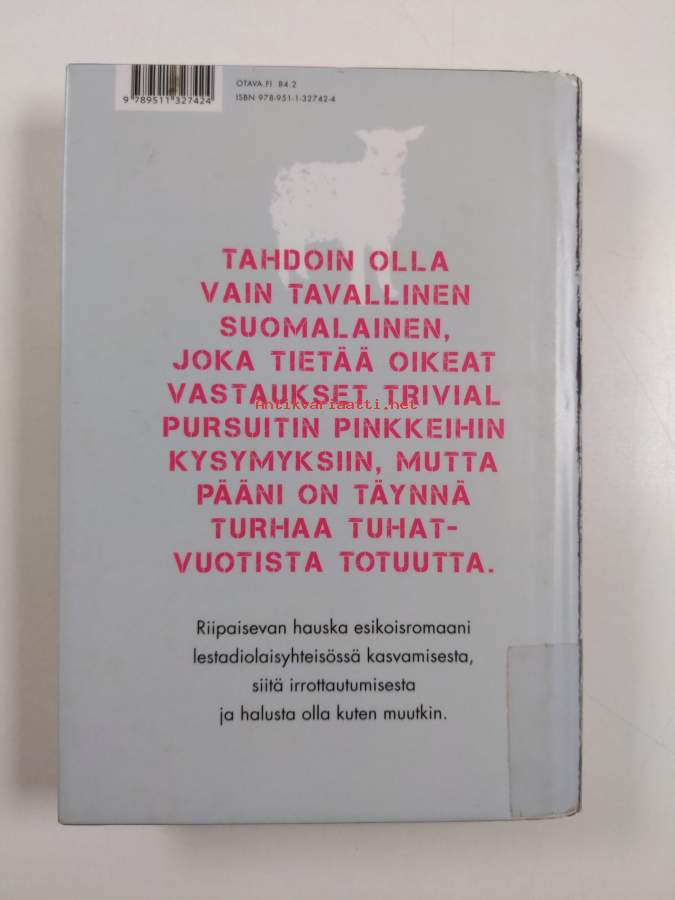 9 789511 327424
OTAVA.FI 84.2
ISBN 978-951-1-32742-4
TAHDOIN OLLA
VAIN TAVALLINEN
SUOMALAINEN,
JOKA TIETÄÄ OIKEAT
VASTAUKSET TRIVIAL
Antikvariaatti.net
PURSUITIN PINKKEIHIN
KYSYMYKSIIN, MUTTA
PÄÄNI ON TÄYNNÄ
TURHAA TUHAT-
VUOTISTA TOTUUTTA.
Riipaisevan hauska esikoisromaani
lestadiolaisyhteisössä kasvamisesta,
siitä irrottautumisesta
ja halusta olla kuten muutkin.